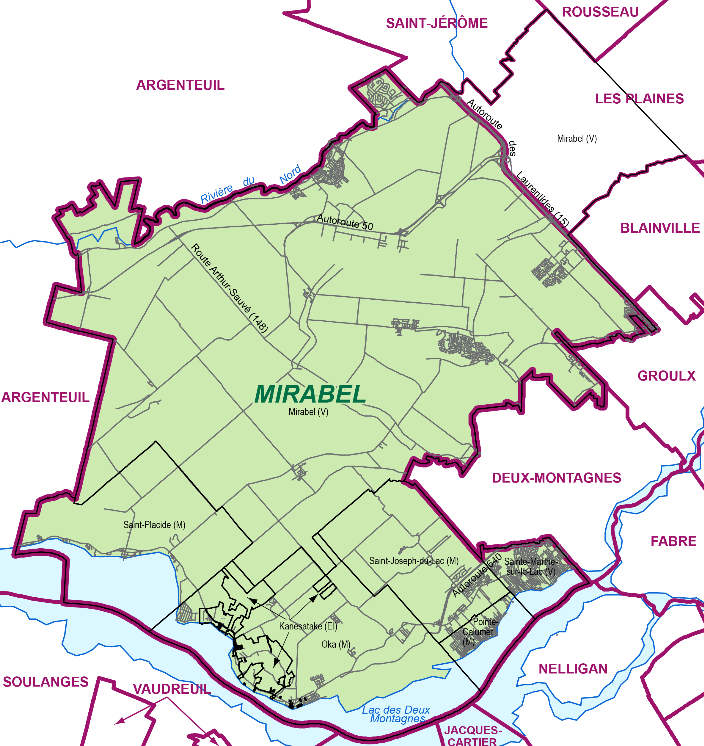 ROUSSEAU
SAINT-JÉRÔME
ARGENTEUIL
LES PLAINES
Autoroute des Laurentides (15)
Mirabel (V)
Rivière du Nord
Autoroute 50
BLAINVILLE
Route Arthur-Sauvé (148)
GROULX
ARGENTEUIL
MIRABEL
Mirabel (V)
DEUX-MONTAGNES
Saint-Placide (M)
FABRE
Saint-Joseph-du-Lac (M)
Autoroute 640
Sainte-Marthe-
sur-le-Lac (V)
Kanesatake (EI)
Pointe-
Calumet
(M)
Oka (M)
NELLIGAN
SOULANGES
VAUDREUIL
Lac des Deux
Montagnes
JACQUES-
CARTIER